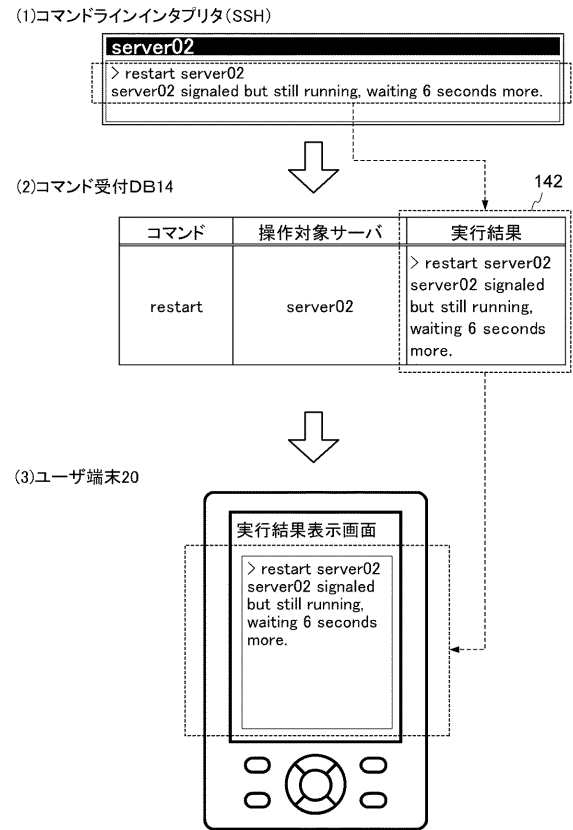 (1)コマンドラインインタプリタ(SSH)
server02
> restart server02
server02 signaled but still running, waiting 6 seconds more.
(2)コマンド受付DB14
142
コマンド 操作対象サーバ 実行結果
restart server02
> restart server02
server02 signaled
but still running,
waiting 6 seconds
more.
(3)ユーザ端末20
実行結果表示画面
> restart server02
server02 signaled
but still running,
waiting 6 seconds
more.